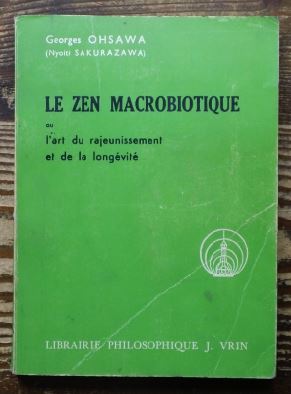 Georges OHSAWA
(Nyoiti SAKURAZAWA)
LE ZEN MACROBIOTIQUE
ou
l'art du rajeunissement
et de la longévité
LIBRAIRIE PHILOSOPHIQUE J. VRIN